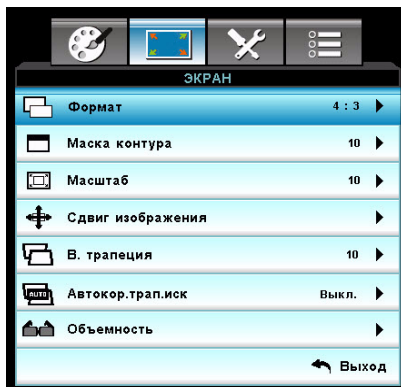 ЭКРАН
Формат 4 : 3
Маска контура 10
Масштаб 10
Сдвиг изображения
В. трапеция 10
AUTO Автокор.трап.иск Выкл.
Объемность
Выход